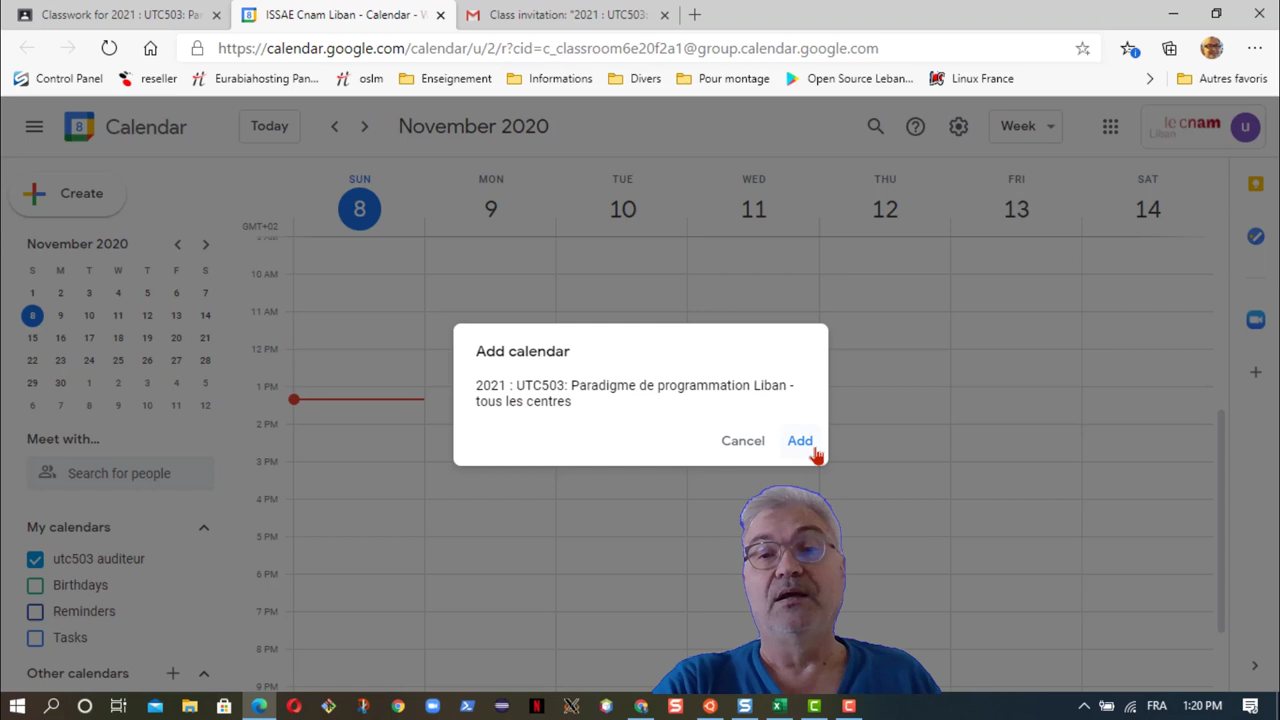 Classwork for 2021 : UTC503: Pa
ISSAE Cnam Liban - Calendar - W
Class invitation: "2021 : UTC503:
https://calendar.google.com/calendar/u/2/r?cid=c_classroom6e20f2a1@group.calendar.google.com
Control Panel
reseller
Eurabiahosting Pan...
oslm
Enseignement
Informations
Divers
Pour montage
Open Source Leban...
Linux France
Autres favoris
8
Calendar
Today
November 2020
Week
le cnam
Liban
u
Create
SUN
MON
TUE
WED
THU
FRI
SAT
8
9
10
11
12
13
14
GMT+02
November 2020
S M T W T F S
1 2 3 4 5 6 7
8 9 10 11 12 13 14
15 16 17 18 19 20 21
22 23 24 25 26 27 28
29 30 1 2 3 4 5
6 7 8 9 10 11 12
10 AM
11 AM
12 PM
1 PM
2 PM
3 PM
4 PM
5 PM
6 PM
7 PM
8 PM
9 PM
Add calendar
2021 : UTC503: Paradigme de programmation Liban -
tous les centres
Cancel
Add
Meet with...
Search for people
My calendars
utc503 auditeur
Birthdays
Reminders
Tasks
Other calendars
FRA
1:20 PM